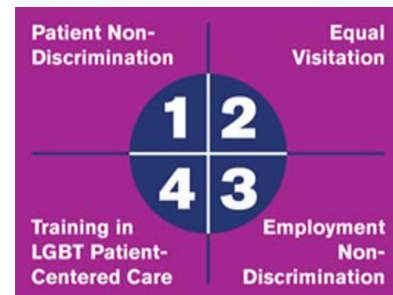 Patient Non-
Discrimination
Equal
Visitation
1 2
4 3
Training in
LGBT Patient-
Centered Care
Employment
Non-
Discrimination